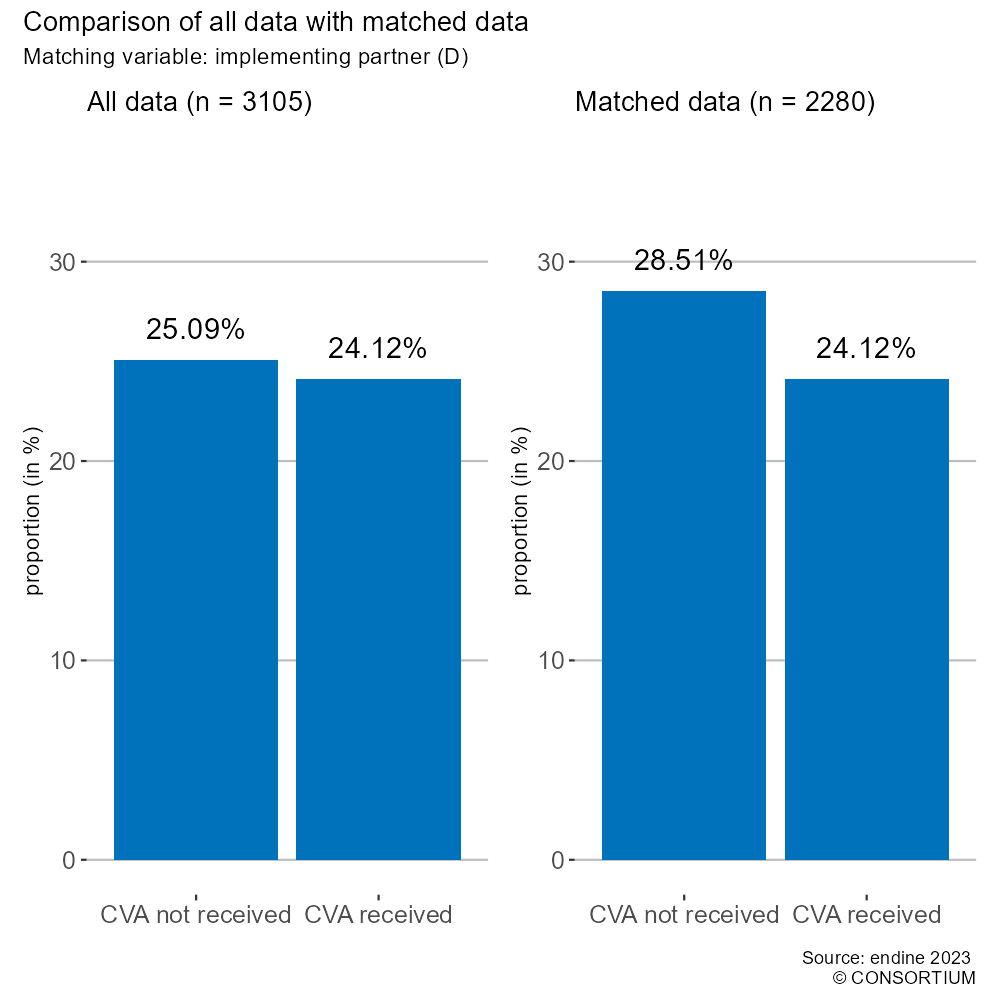 Comparison of all data with matched data
Matching variable: implementing partner (D)
All data (n = 3105)
30
20
10
0
proportion (in %)
25.09%
24.12%
CVA not received
CVA received
Matched data (n = 2280)
30
20
10
0
proportion (in %)
28.51%
24.12%
CVA not received
CVA received
Source: endine 2023
© CONSORTIUM